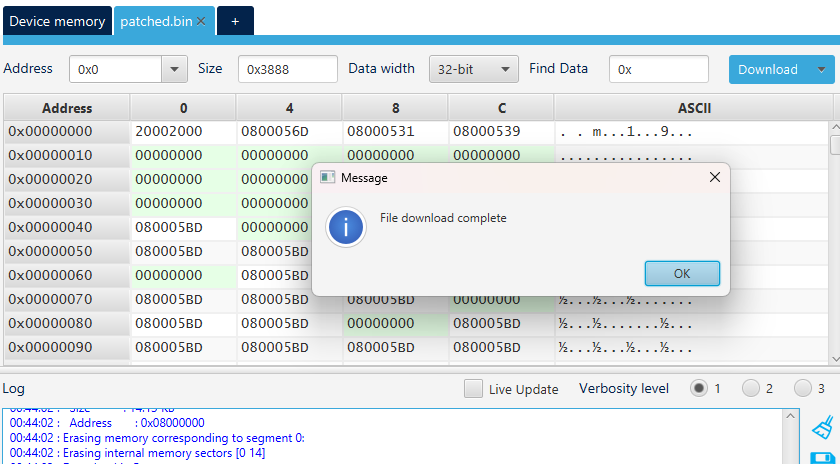 Device memory patched.bin × +
Address 0x0 Size 0x3888 Data width 32-bit Find Data 0x Download
Address 0 4 8 C ASCII
0x00000000 20002000 0800056D 08000531 08000539 . . m...1...9...
0x00000010 00000000 00000000 00000000 00000000 ................
0x00000020 00000000 00000000
0x00000030 00000000 00000000
0x00000040 080005BD 00000000
0x00000050 080005BD 080005BD
0x00000060 00000000 080005BD
0x00000070 080005BD 080005BD 080005BD 00000000 ½...½...½.......
0x00000080 080005BD 080005BD 00000000 080005BD ½...½.......½...
0x00000090 080005BD 080005BD 080005BD 080005BD ½...½...½...½...
Message
File download complete
OK
Log Live Update Verbosity level 1 2 3
00:44:02 : Size : 14.13 KB
00:44:02 : Address : 0x08000000
00:44:02 : Erasing memory corresponding to segment 0:
00:44:02 : Erasing internal memory sectors [0 14]